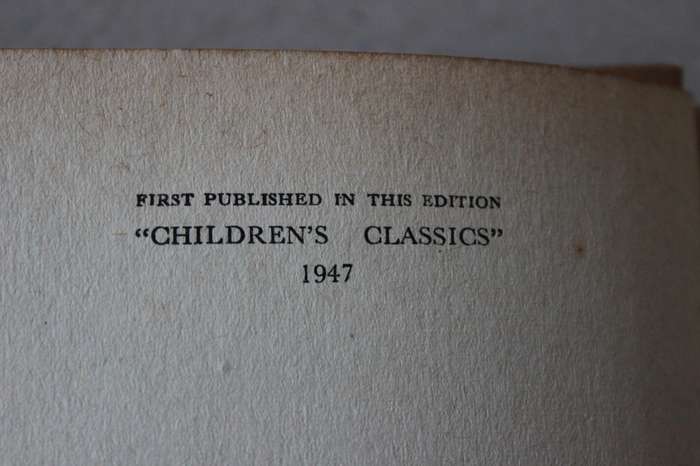 FIRST PUBLISHED IN THIS EDITION
“CHILDREN'S CLASSICS”
1947